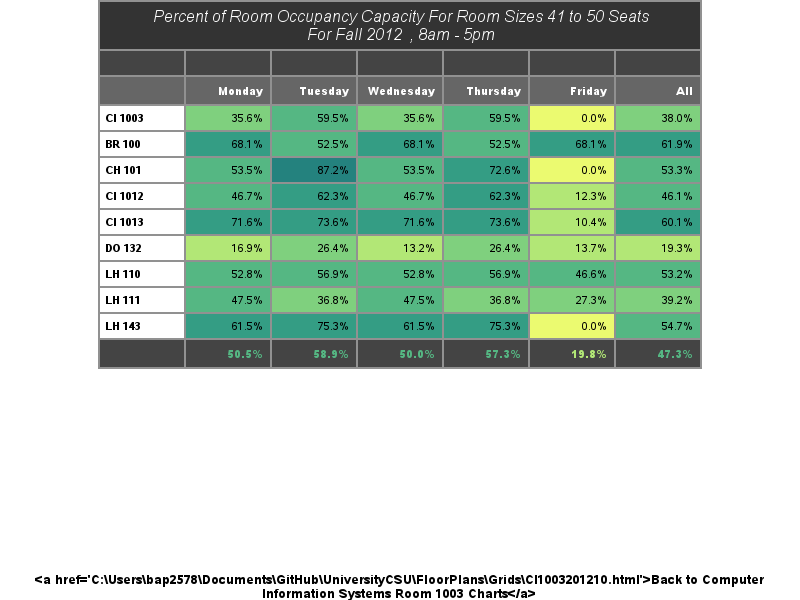 Percent of Room Occupancy Capacity For Room Sizes 41 to 50 Seats
For Fall 2012 , 8am - 5pm
Monday Tuesday Wednesday Thursday Friday All
CI 1003 35.6% 59.5% 35.6% 59.5% 0.0% 38.0%
BR 100 68.1% 52.5% 68.1% 52.5% 68.1% 61.9%
CH 101 53.5% 87.2% 53.5% 72.6% 0.0% 53.3%
CI 1012 46.7% 62.3% 46.7% 62.3% 12.3% 46.1%
CI 1013 71.6% 73.6% 71.6% 73.6% 10.4% 60.1%
DO 132 16.9% 26.4% 13.2% 26.4% 13.7% 19.3%
LH 110 52.8% 56.9% 52.8% 56.9% 46.6% 53.2%
LH 111 47.5% 36.8% 47.5% 36.8% 27.3% 39.2%
LH 143 61.5% 75.3% 61.5% 75.3% 0.0% 54.7%
50.5% 58.9% 50.0% 57.3% 19.8% 47.3%
<a href='C:\Users\bap2578\Documents\GitHub\UniversityCSU\FloorPlans\Grids\CI1003201210.html'>Back to Computer
Information Systems Room 1003 Charts</a>